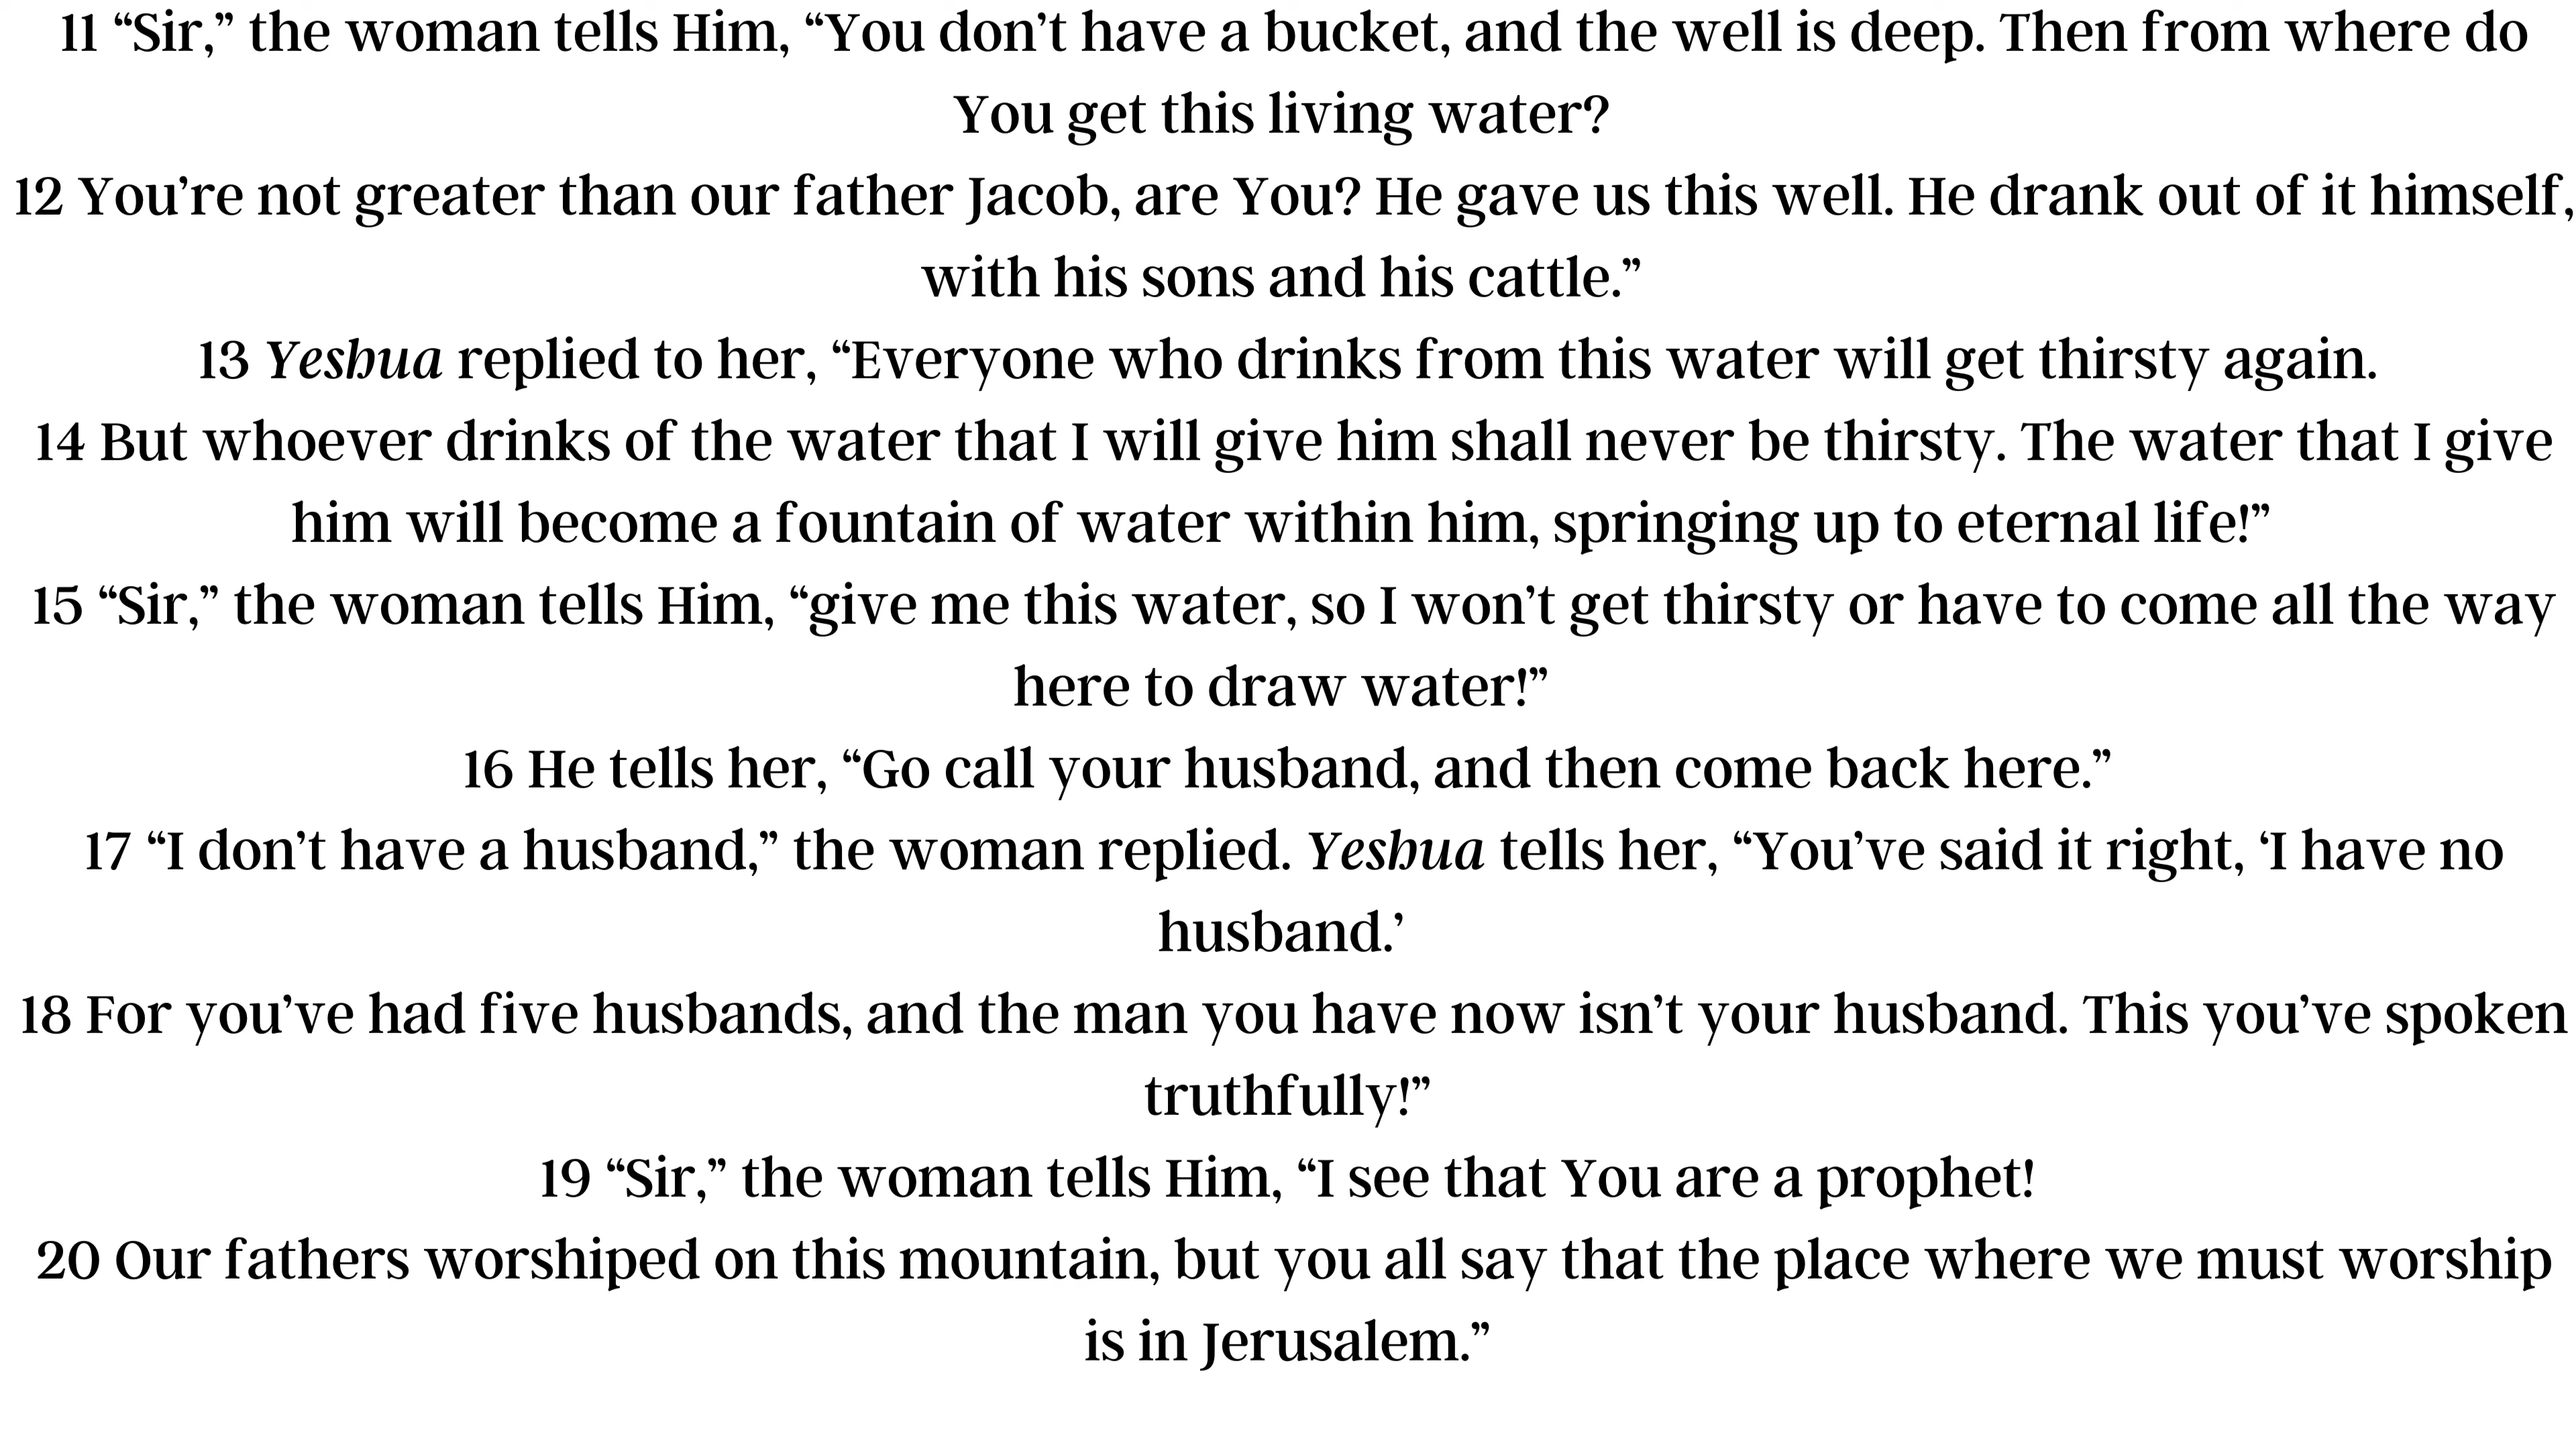 11 “Sir,” the woman tells Him, “You don’t have a bucket, and the well is deep. Then from where do
You get this living water?
12 You’re not greater than our father Jacob, are You? He gave us this well. He drank out of it himself,
with his sons and his cattle.”
13 Yeshua replied to her, “Everyone who drinks from this water will get thirsty again.
14 But whoever drinks of the water that I will give him shall never be thirsty. The water that I give
him will become a fountain of water within him, springing up to eternal life!”
15 “Sir,” the woman tells Him, “give me this water, so I won’t get thirsty or have to come all the way
here to draw water!”
16 He tells her, “Go call your husband, and then come back here.”
17 “I don’t have a husband,” the woman replied. Yeshua tells her, “You’ve said it right, ‘I have no
husband.’
18 For you’ve had five husbands, and the man you have now isn’t your husband. This you’ve spoken
truthfully!”
19 “Sir,” the woman tells Him, “I see that You are a prophet!
20 Our fathers worshiped on this mountain, but you all say that the place where we must worship
is in Jerusalem.”